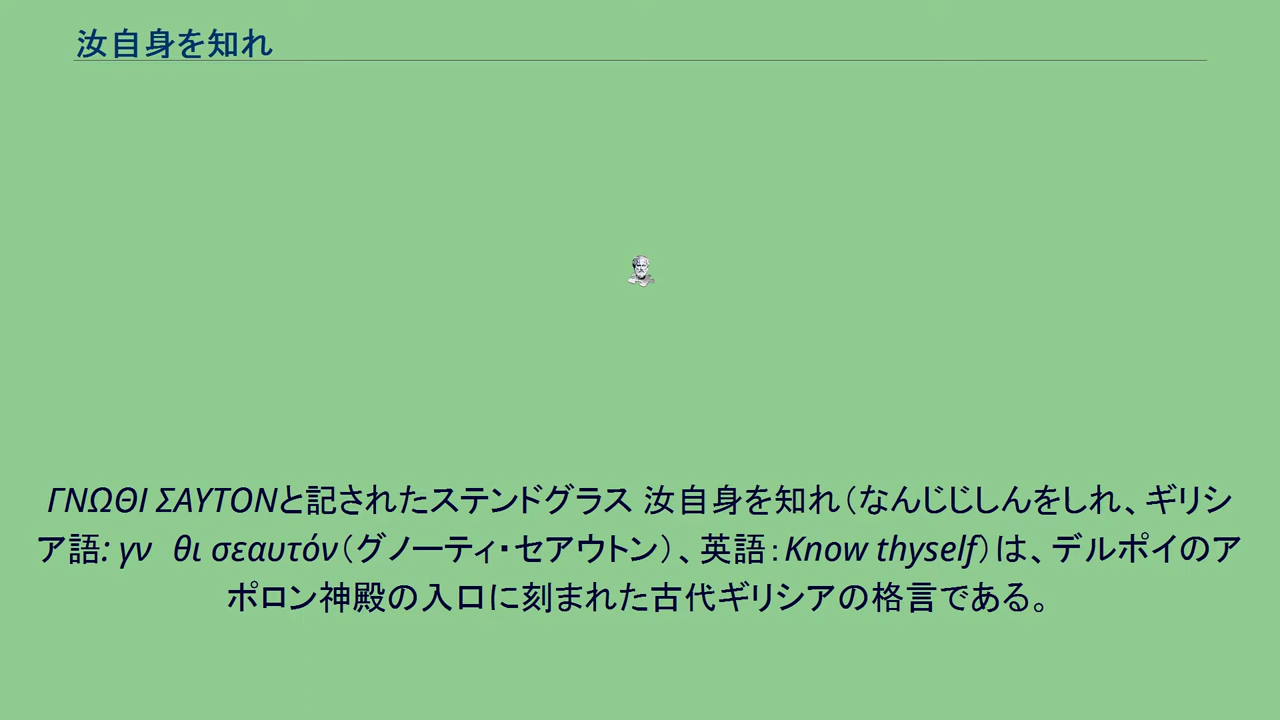 汝自身を知れ
ΓΝΩΘΙ ΣΑΥΤΟΝと記されたステンドグラス 汝自身を知れ（なんじじしんをしれ、ギリシ
ア語: γν θι σεαυτόν（グノーティ・セアウトン）、英語：Know thyself）は、デルポイのア
ポロン神殿の入口に刻まれた古代ギリシアの格言である。